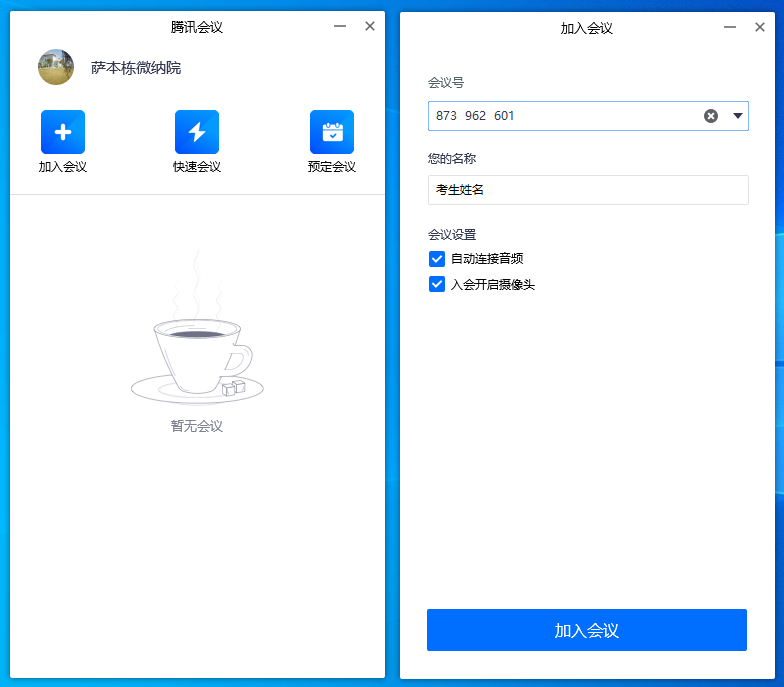 腾讯会议
萨本栋微纳院
加入会议
快速会议
预定会议
暂无会议
加入会议
会议号
873 962 601
您的名称
考生姓名
会议设置
自动连接音频
入会开启摄像头
加入会议